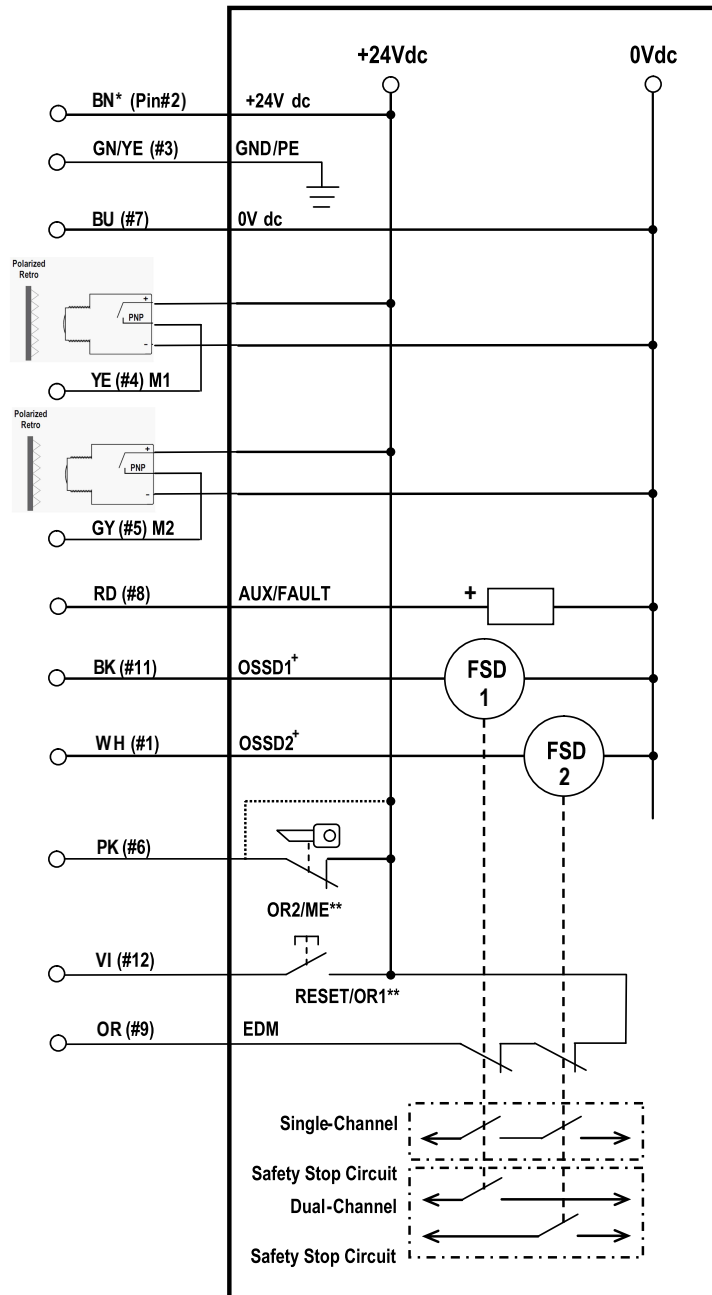 +24Vdc
0Vdc
BN* (Pin#2)
+24V dc
GN/YE (#3)
GND/PE
BU (#7)
0V dc
Polarized
Retro
+
PNP
-
YE (#4) M1
Polarized
Retro
+
PNP
-
GY (#5) M2
RD (#8)
AUX/FAULT
+
BK (#11)
OSSD1+
FSD
1
WH (#1)
OSSD2+
FSD
2
PK (#6)
OR2/ME**
VI (#12)
RESET/OR1**
OR (#9)
EDM
Single-Channel
Safety Stop Circuit
Dual-Channel
Safety Stop Circuit